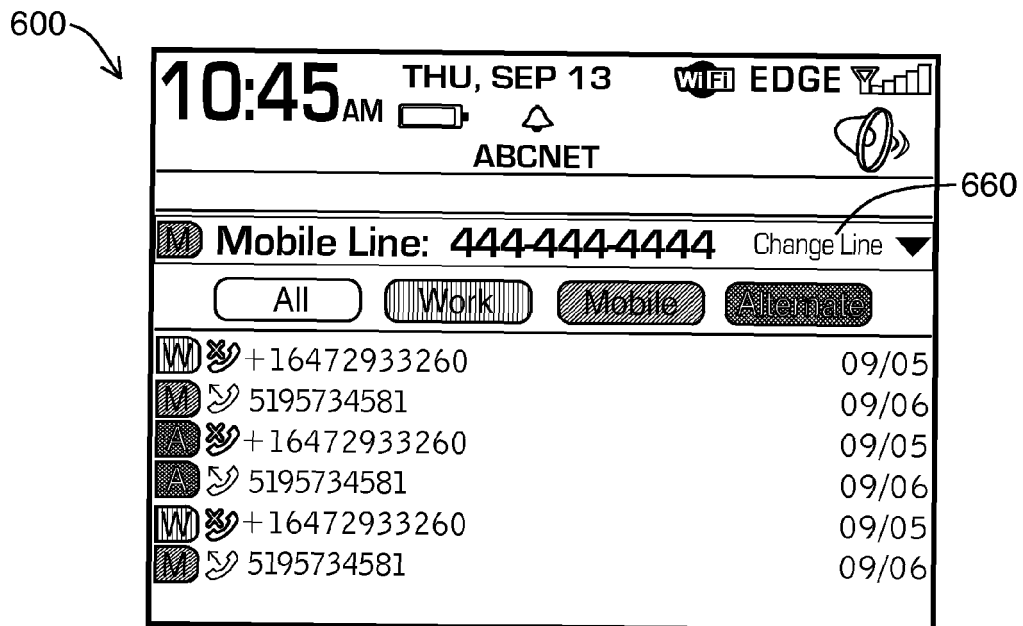 600
10:45 AM THU, SEP 13 WiFi EDGE
ABCNET
660
M Mobile Line: 444-444-4444 Change Line
All Work Mobile Alternate
W +16472933260 09/05
M 5195734581 09/06
A +16472933260 09/05
A 5195734581 09/06
W +16472933260 09/05
M 5195734581 09/06